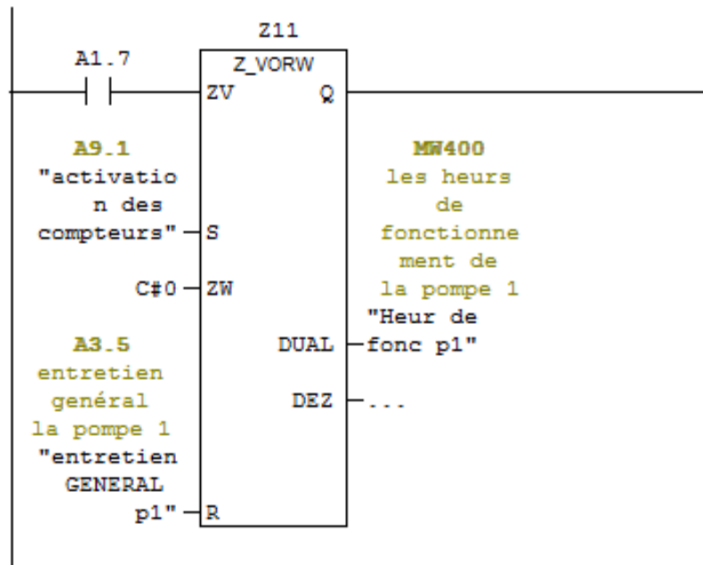 Z11
A1.7
Z_VORW
ZV
Q
A9.1
"activatio
n des
compteurs"
S
C#0
ZW
MW400
les heurs
de
fonctionne
ment de
la pompe 1
"Heur de
fonc p1"
DUAL
DEZ
...
A3.5
entretien
genéral
la pompe 1
"entretien
GENERAL
p1"
R